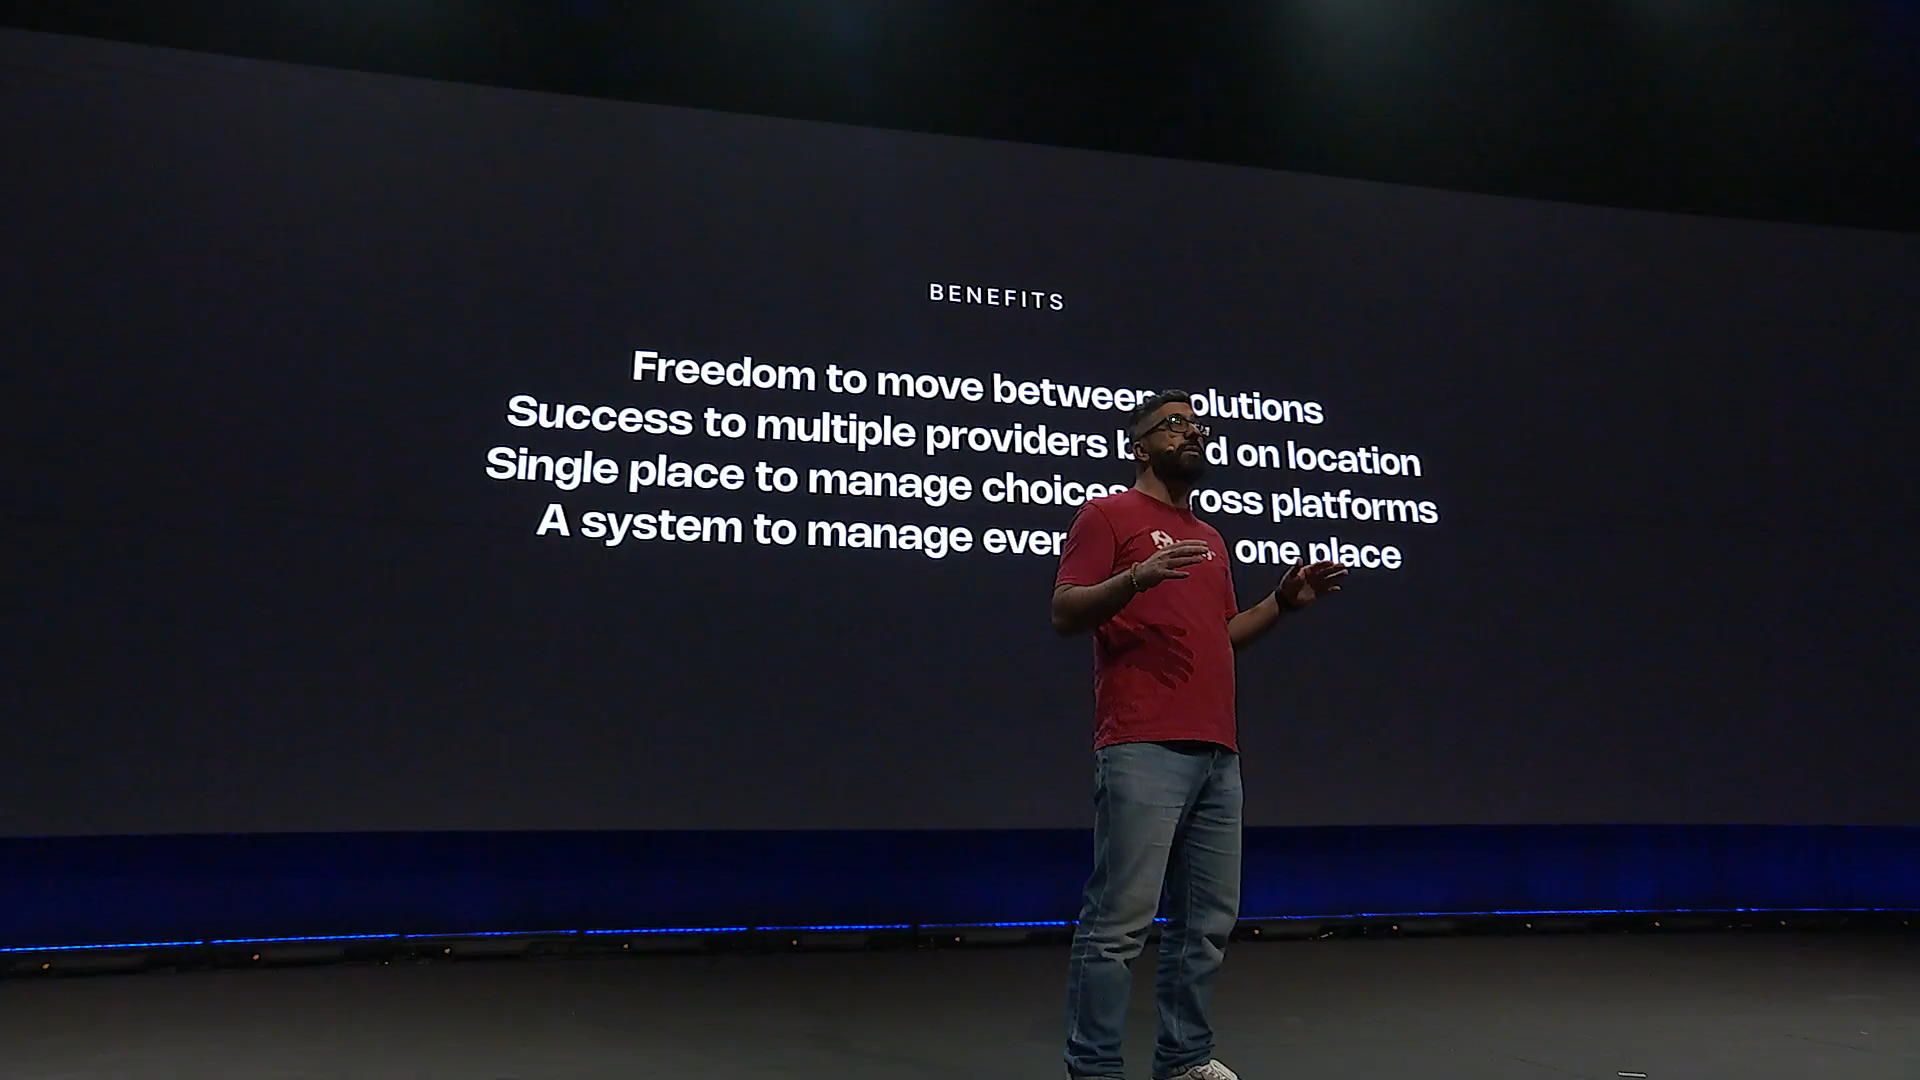 BENEFITS
Freedom to move between olutions
Success to multiple providers b d on location
Single place to manage choices ross platforms
A system to manage ever one place